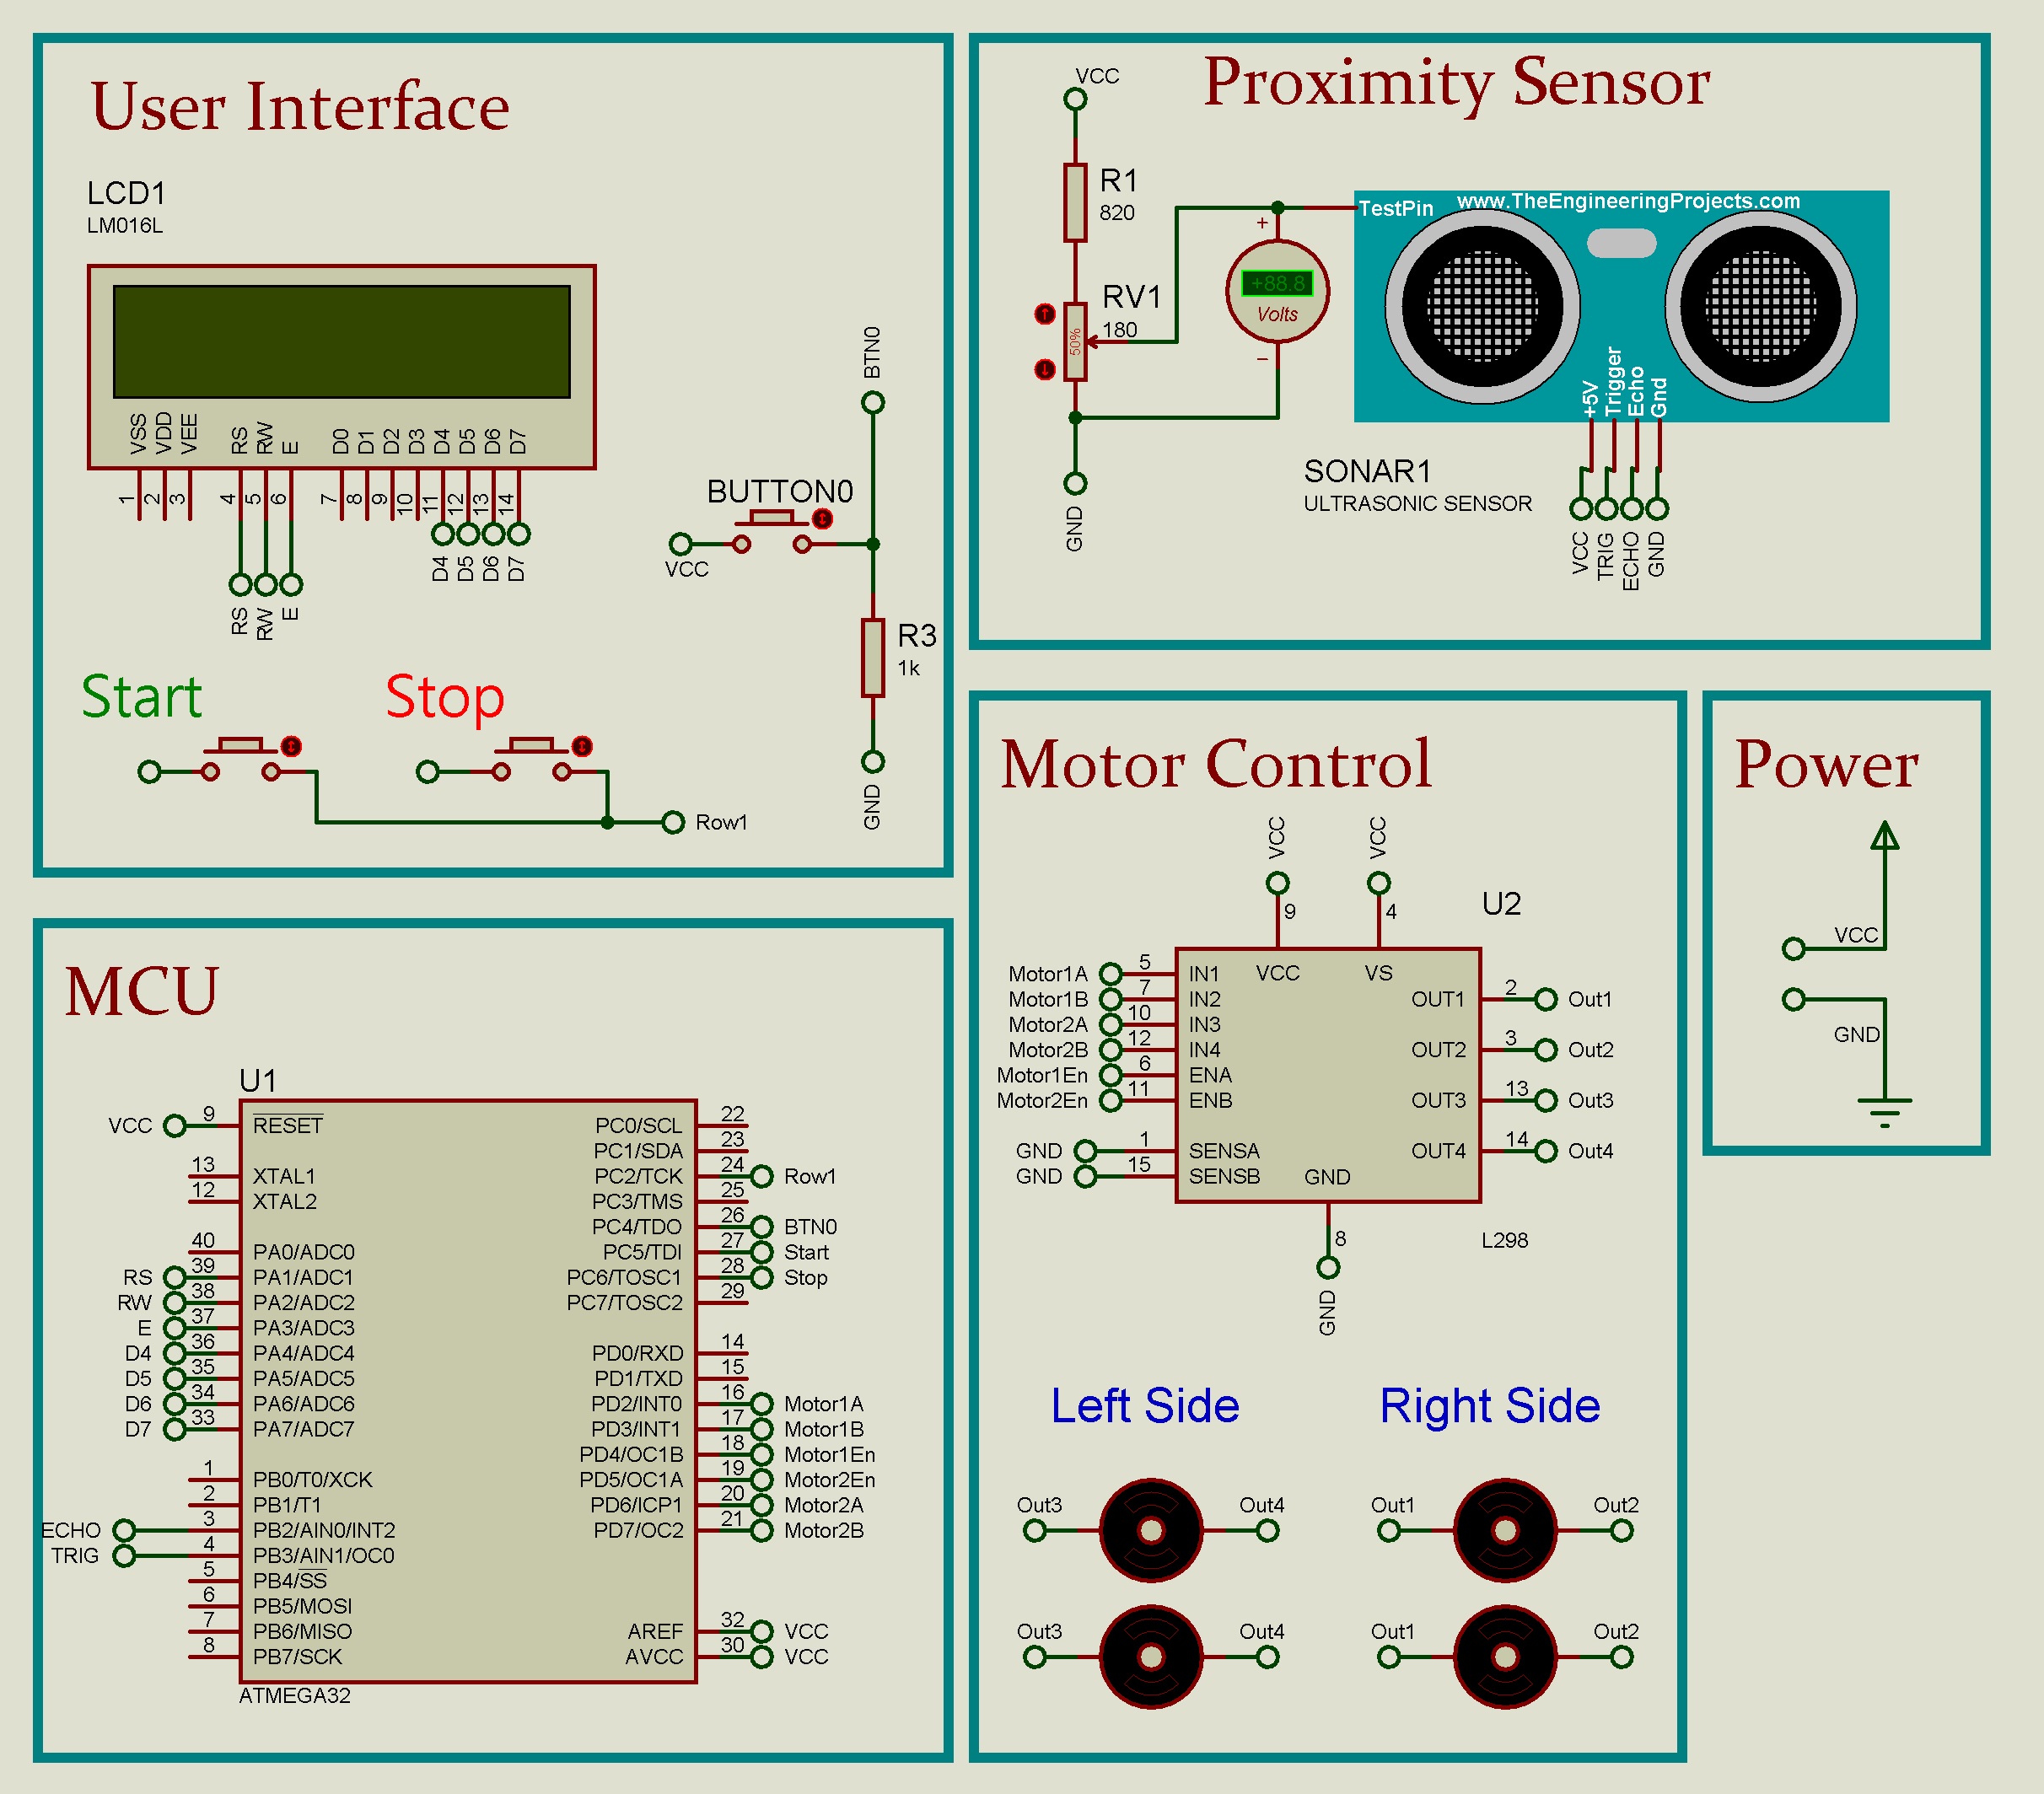 User Interface
LCD1
LM016L
VSS
VDD
VEE
RS
RW
E
D0
D1
D2
D3
D4
D5
D6
D7
1
2
3
4
5
6
7
8
9
10
11
12
13
14
RS
RW
E
D4
D5
D6
D7
BTN0
BUTTON0
VCC
R3
1k
GND
Start
Stop
Row1
Proximity Sensor
VCC
R1
820
RV1
180
50%
GND
+
+88.8
Volts
−
TestPin
www.TheEngineeringProjects.com
+5V
Trigger
Echo
Gnd
SONAR1
ULTRASONIC SENSOR
VCC
TRIG
ECHO
GND
MCU
U1
VCC 9 RESET
13 XTAL1
12 XTAL2
40 PA0/ADC0
RS 39 PA1/ADC1
RW 38 PA2/ADC2
E 37 PA3/ADC3
D4 36 PA4/ADC4
D5 35 PA5/ADC5
D6 34 PA6/ADC6
D7 33 PA7/ADC7
1 PB0/T0/XCK
2 PB1/T1
ECHO 3 PB2/AIN0/INT2
TRIG 4 PB3/AIN1/OC0
5 PB4/SS
6 PB5/MOSI
7 PB6/MISO
8 PB7/SCK
PC0/SCL 22
PC1/SDA 23
PC2/TCK 24 Row1
PC3/TMS 25
PC4/TDO 26 BTN0
PC5/TDI 27 Start
PC6/TOSC1 28 Stop
PC7/TOSC2 29
PD0/RXD 14
PD1/TXD 15
PD2/INT0 16 Motor1A
PD3/INT1 17 Motor1B
PD4/OC1B 18 Motor1En
PD5/OC1A 19 Motor2En
PD6/ICP1 20 Motor2A
PD7/OC2 21 Motor2B
AREF 32 VCC
AVCC 30 VCC
ATMEGA32
Motor Control
VCC
VCC
9
4
U2
Motor1A 5 IN1
Motor1B 7 IN2
Motor2A 10 IN3
Motor2B 12 IN4
Motor1En 6 ENA
Motor2En 11 ENB
GND 1 SENSA
GND 15 SENSB
VCC
VS
OUT1 2 Out1
OUT2 3 Out2
OUT3 13 Out3
OUT4 14 Out4
GND
8
GND
L298
Left Side
Right Side
Out3
Out4
Out1
Out2
Out3
Out4
Out1
Out2
Power
VCC
GND